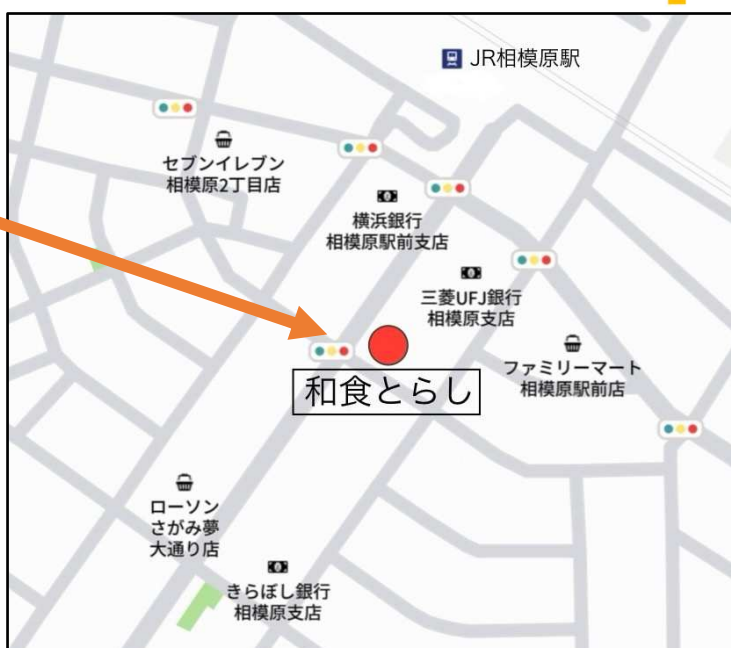 JR相模原駅
セブンイレブン
相模原2丁目店
横浜銀行
相模原駅前支店
三菱UFJ銀行
相模原支店
ファミリーマート
相模原駅前店
和食とらし
ローソン
さがみ夢
大通り店
きらぼし銀行
相模原支店